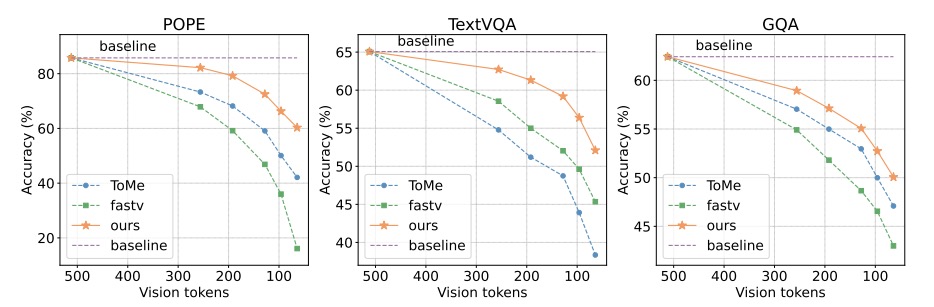 POPE
baseline
Accuracy (%)
80
60
40
20
ToMe
fastv
ours
baseline
500 400 300 200 100
Vision tokens
TextVQA
baseline
Accuracy (%)
65
60
55
50
45
40
ToMe
fastv
ours
baseline
500 400 300 200 100
Vision tokens
GQA
baseline
Accuracy (%)
60
55
50
45
ToMe
fastv
ours
baseline
500 400 300 200 100
Vision tokens